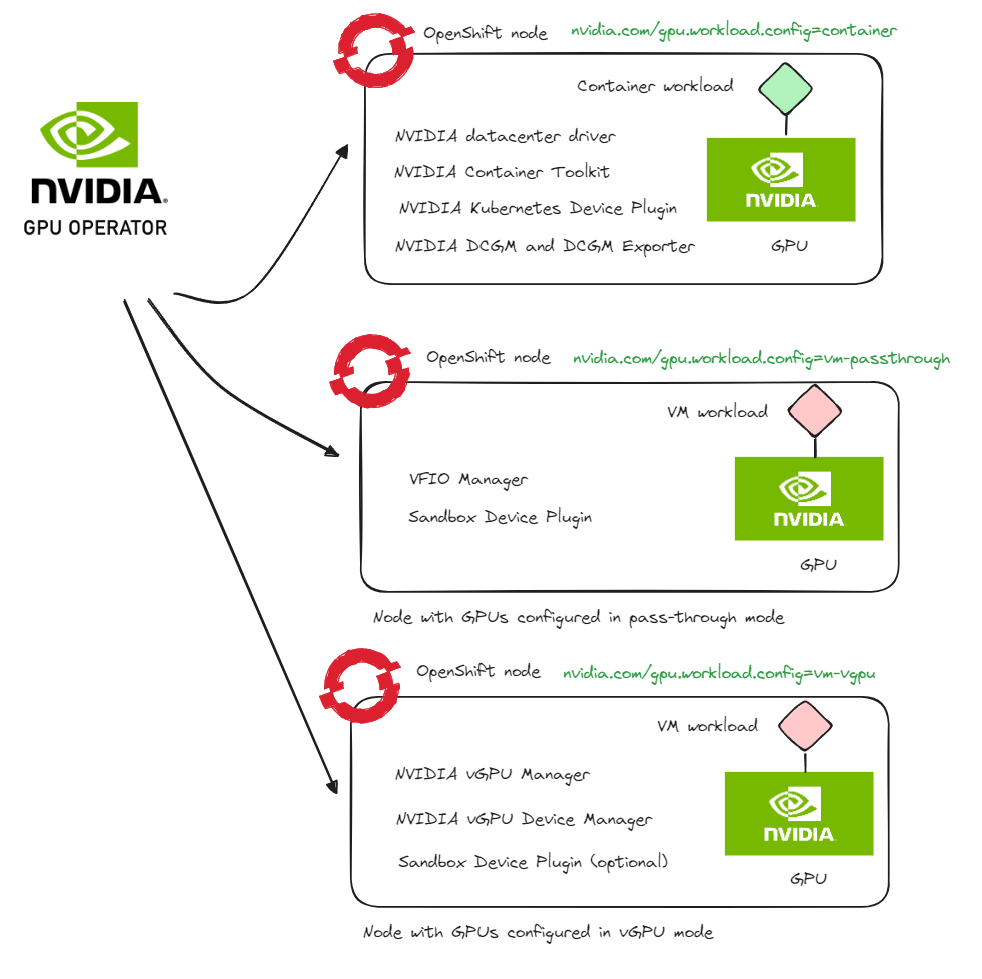 NVIDIA
GPU OPERATOR
OpenShift node nvidia.com/gpu.workload.config=container
Container workload
NVIDIA datacenter driver
NVIDIA Container Toolkit
NVIDIA Kubernetes Device Plugin
NVIDIA DCGM and DCGM Exporter
NVIDIA
GPU
OpenShift node nvidia.com/gpu.workload.config=vm-passthrough
VM workload
VFIO Manager
Sandbox Device Plugin
NVIDIA
GPU
Node with GPUs configured in pass-through mode
OpenShift node nvidia.com/gpu.workload.config=vm-vgpu
VM workload
NVIDIA vGPU Manager
NVIDIA vGPU Device Manager
Sandbox Device Plugin (optional)
NVIDIA
GPU
Node with GPUs configured in vGPU mode